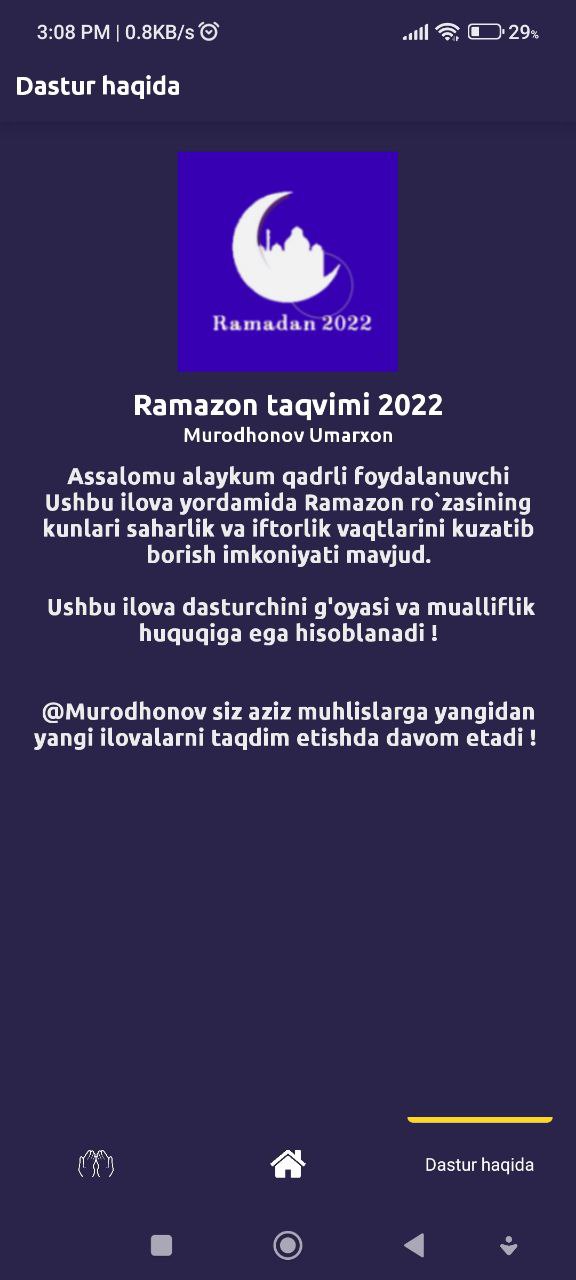 3:08 PM | 0.8KB/s
29%
Dastur haqida
Ramadan 2022
Ramazon taqvimi 2022
Murodhonov Umarxon
Assalomu alaykum qadrli foydalanuvchi
Ushbu ilova yordamida Ramazon ro`zasining
kunlari saharlik va iftorlik vaqtlarini kuzatib
borish imkoniyati mavjud.
Ushbu ilova dasturchini g'oyasi va mualliflik
huquqiga ega hisoblanadi !
@Murodhonov siz aziz muhlislarga yangidan
yangi ilovalarni taqdim etishda davom etadi !
Dastur haqida